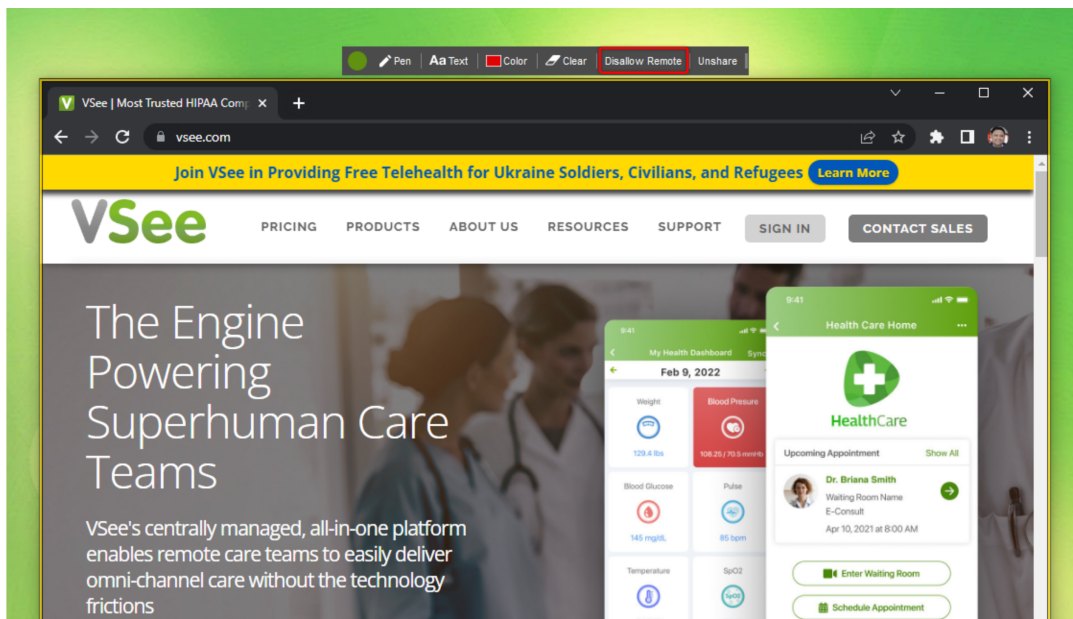 Pen Aa Text Color Clear Disallow Remote Unshare
VSee | Most Trusted HIPAA Comp
vsee.com
Join VSee in Providing Free Telehealth for Ukraine Soldiers, Civilians, and Refugees Learn More
VSee PRICING PRODUCTS ABOUT US RESOURCES SUPPORT SIGN IN CONTACT SALES
The Engine
Powering
Superhuman Care
Teams
VSee's centrally managed, all-in-one platform
enables remote care teams to easily deliver
omni-channel care without the technology
frictions
9:41
My Health Dashboard Sync
Feb 9, 2022
Weight Blood Presure
129.4 lbs 108.25 / 70.5 mmHb
Blood Glucose Pulse
145 mg/dL 85 bpm
Temperature SpO2
SpO2
9:41
Health Care Home
HealthCare
Upcoming Appointment Show All
Dr. Briana Smith
Waiting Room Name
E-Consult
Apr 10, 2021 at 8:00 AM
Enter Waiting Room
Schedule Appointment